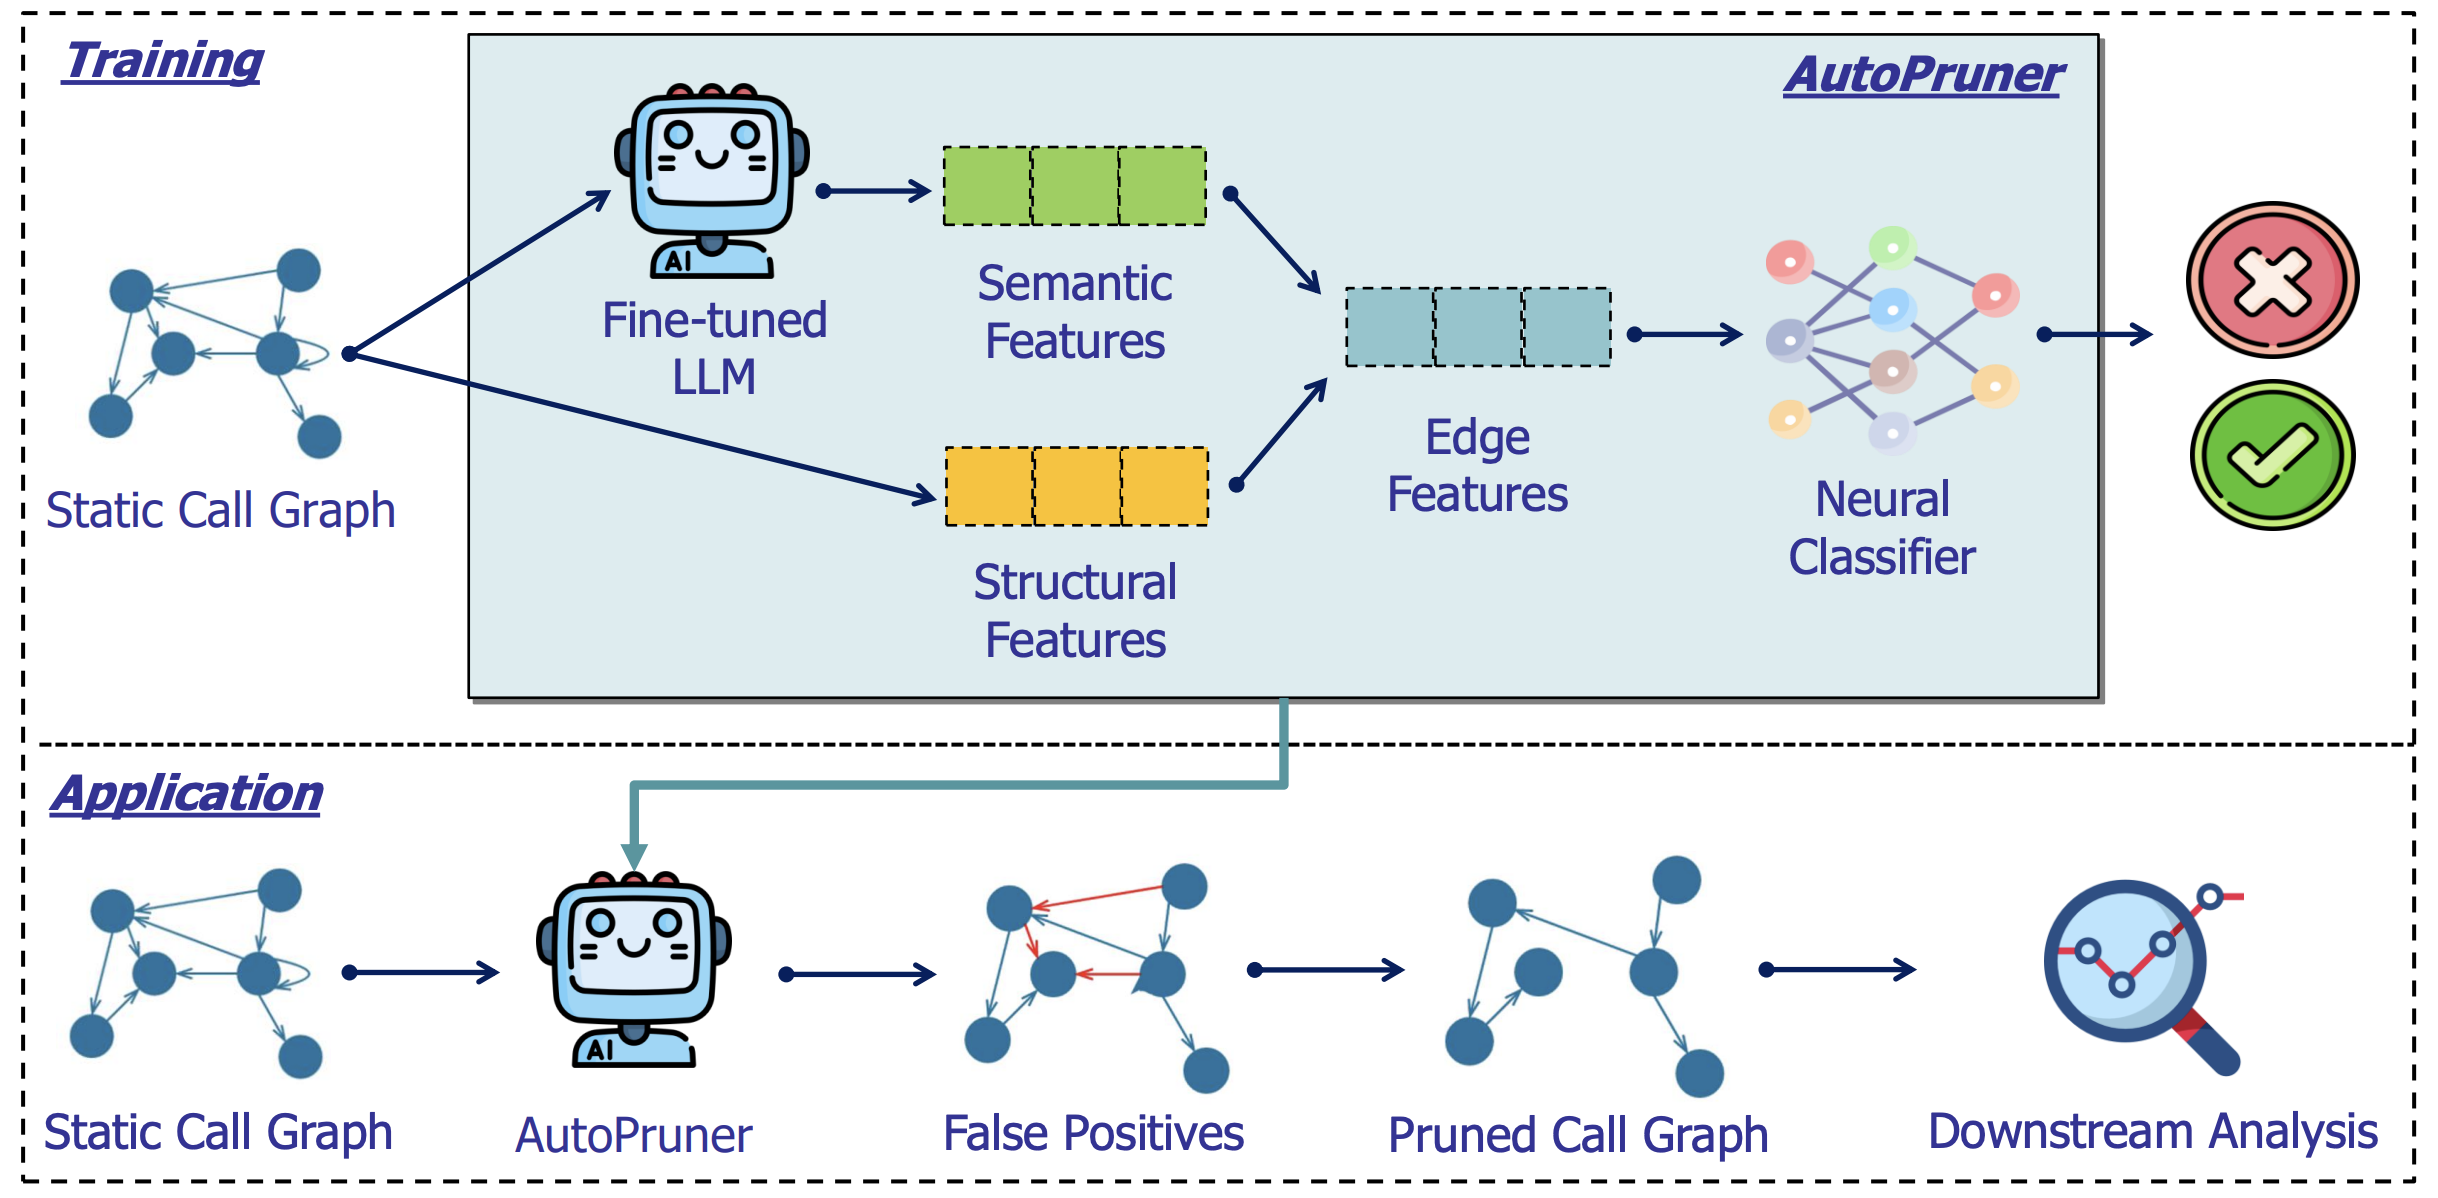 Training
AutoPruner
AI
Fine-tuned
LLM
Semantic
Features
Static Call Graph
Structural
Features
Edge
Features
Neural
Classifier
Application
AI
Static Call Graph
AutoPruner
False Positives
Pruned Call Graph
Downstream Analysis